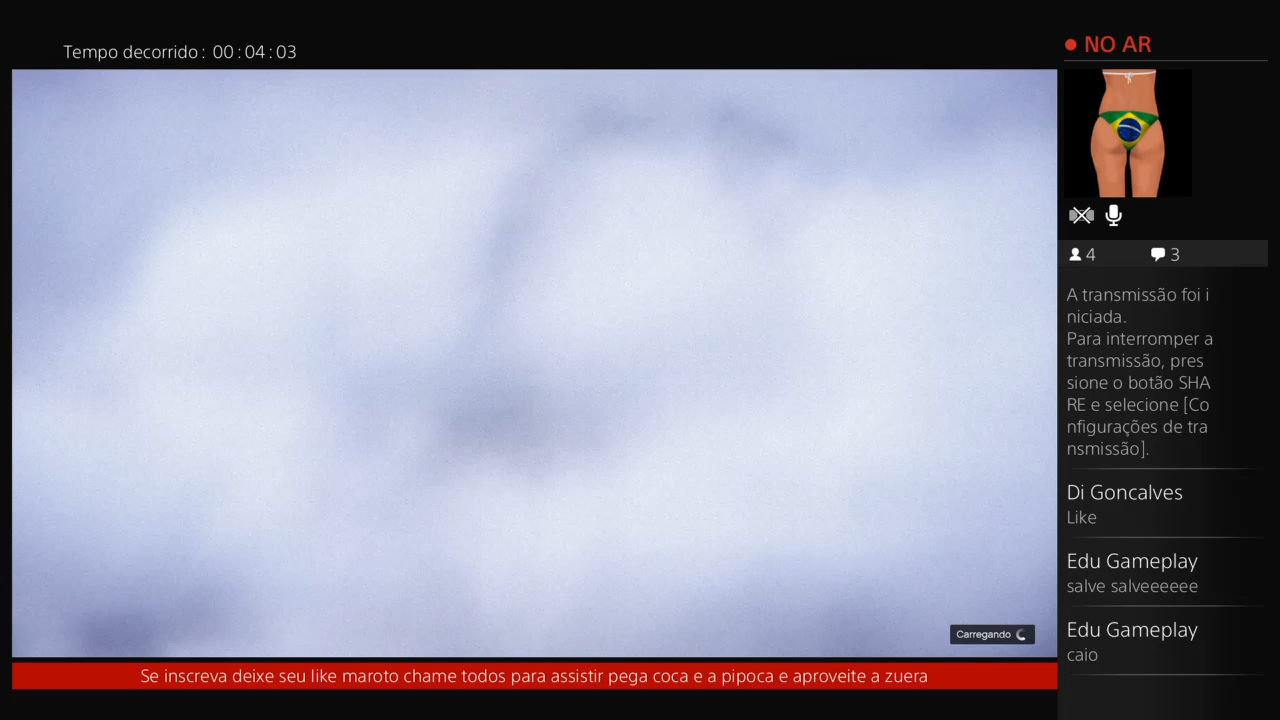 Tempo decorrido : 00 : 04 : 03
NO AR
4 3
A transmissão foi i
niciada.
Para interromper a
transmissão, pres
sione o botão SHA
RE e selecione [Co
nfigurações de tra
nsmissão].
Di Goncalves
Like
Edu Gameplay
salve salveeeeee
Edu Gameplay
caio
Carregando
Se inscreva deixe seu like maroto chame todos para assistir pega coca e a pipoca e aproveite a zuera